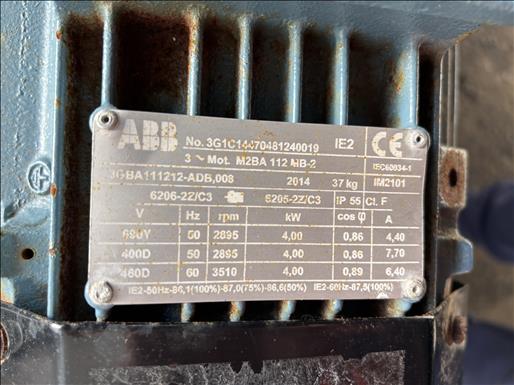 ABB No. 3G1C14470481240019 IE2 CE
3 ~ Mot. M2BA 112 MB-2 IEC60034-1
3GBA111212-ADB,008 2014 37 kg IM2101
6206-2Z/C3 6205-2Z/C3 IP 55 Cl. F
V Hz rpm kW cos φ A
690Y 50 2895 4,00 0,86 4,40
400D 50 2895 4,00 0,86 7,70
460D 60 3510 4,00 0,89 6,40
IE2-50Hz-86,1(100%)-87,0(75%)-86,6(50%) IE2-60Hz-87,5(100%)